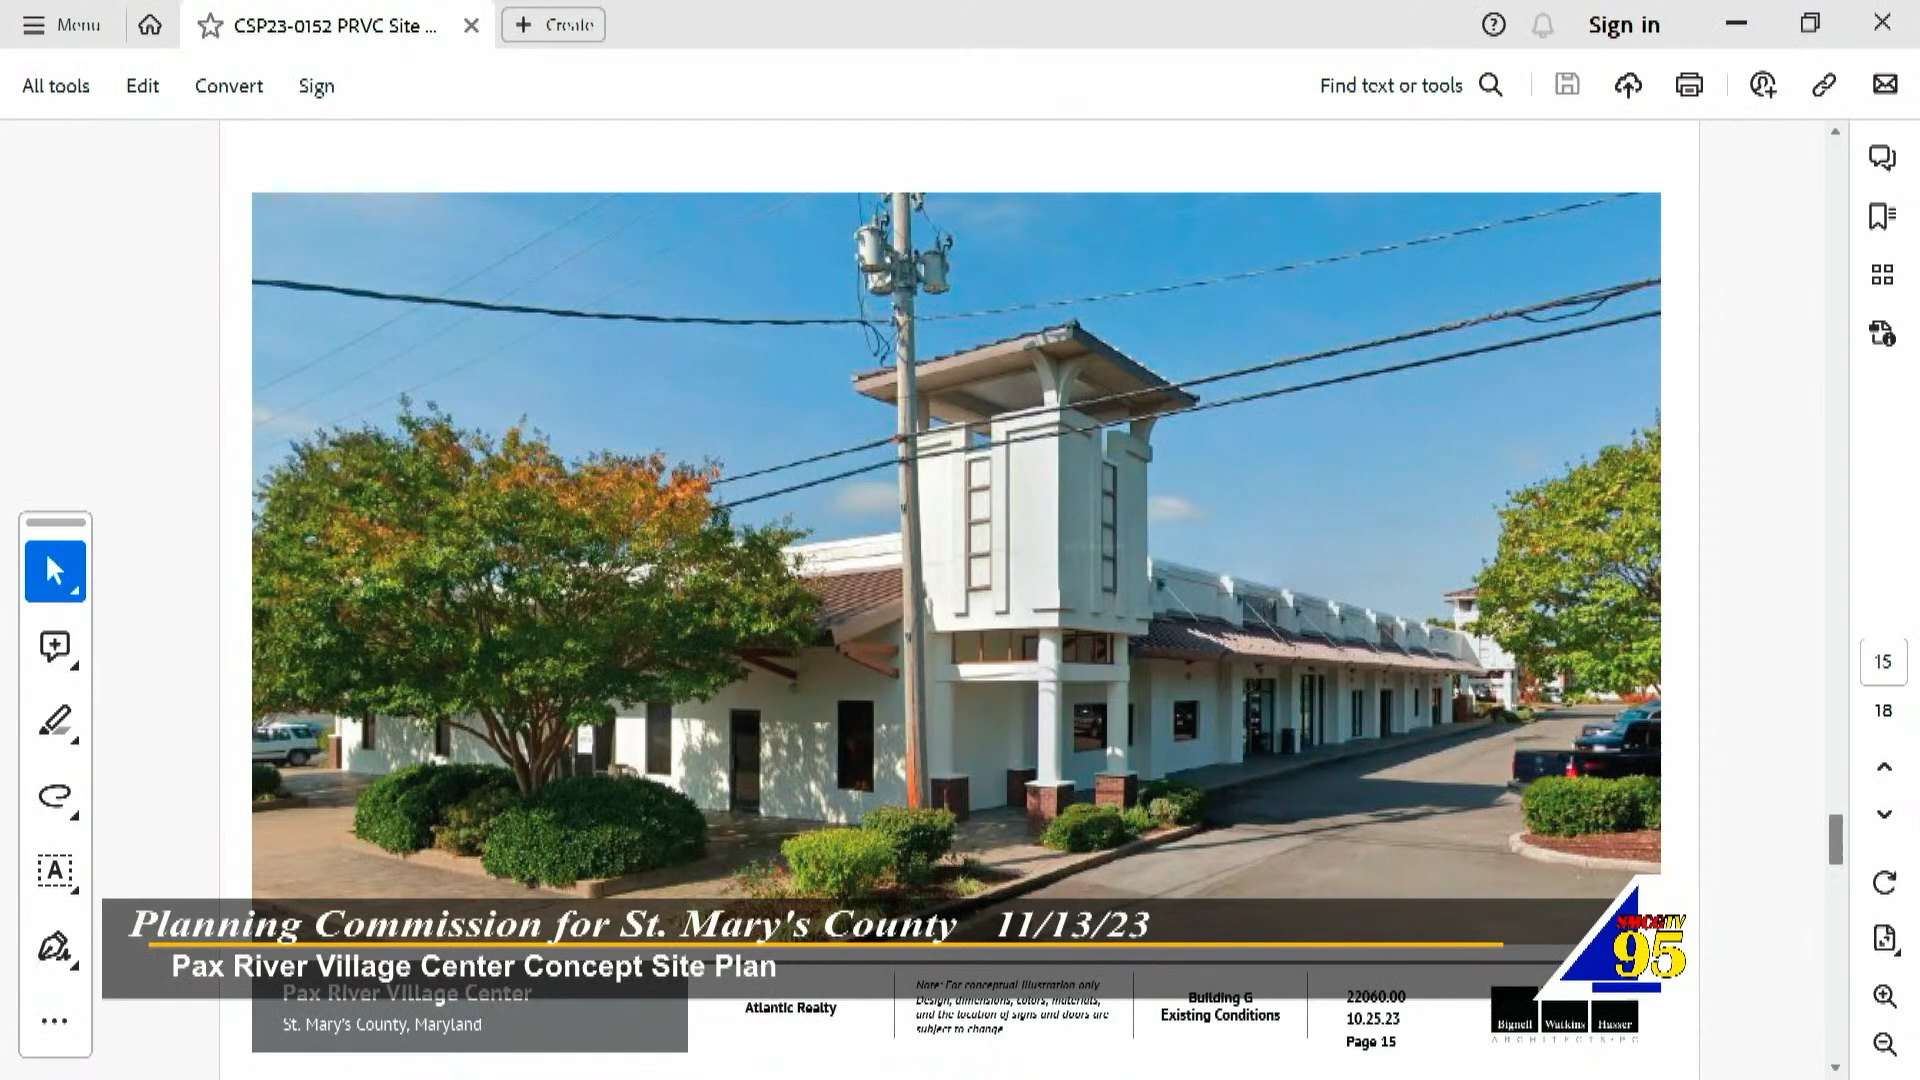 Menu
CSP23-0152 PRVC Site ...
Create
Sign in
All tools
Edit
Convert
Sign
Find text or tools
15
18
A
Planning Commission for St. Mary's County 11/13/23
Pax River Village Center Concept Site Plan
SMCGTV
95
Pax River Village Center
St. Mary's County, Maryland
Atlantic Realty
Note: For conceptual illustration only
Design, dimensions, colors, materials,
and the location of signs and doors are
subject to change
Building G
Existing Conditions
22060.00
10.25.23
Page 15
Bignell Watkins Hasser
ARCHITECTS·PC